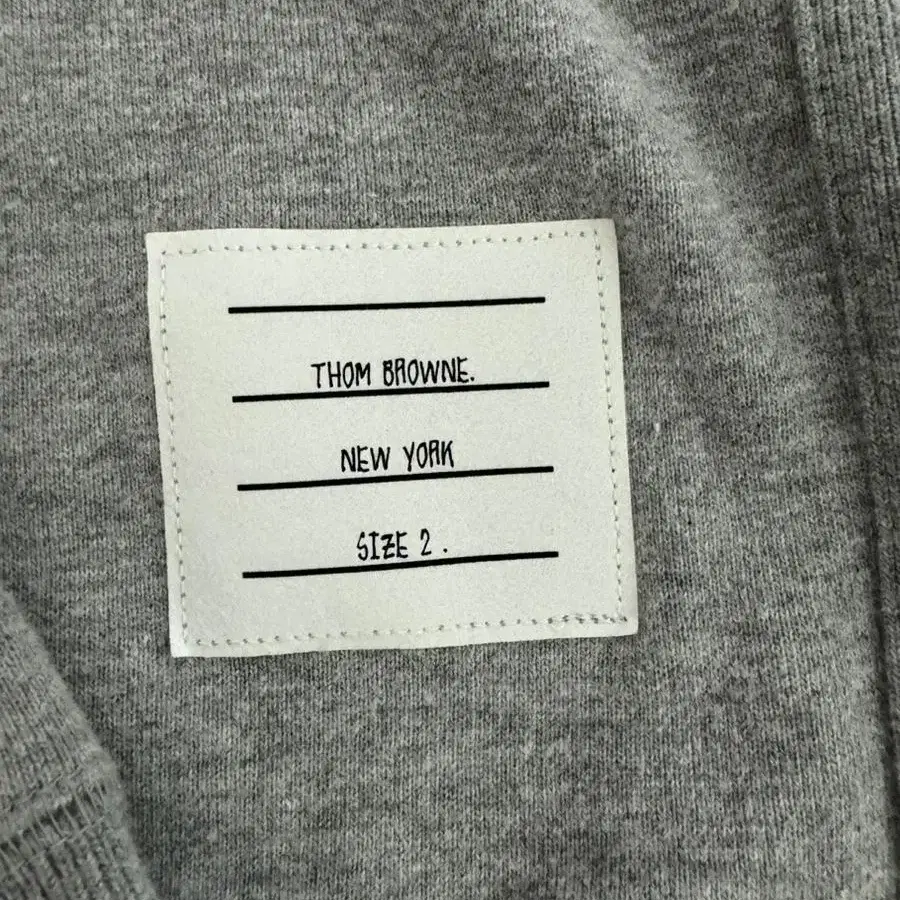 THOM BROWNE.
NEW YORK
SIZE 2.